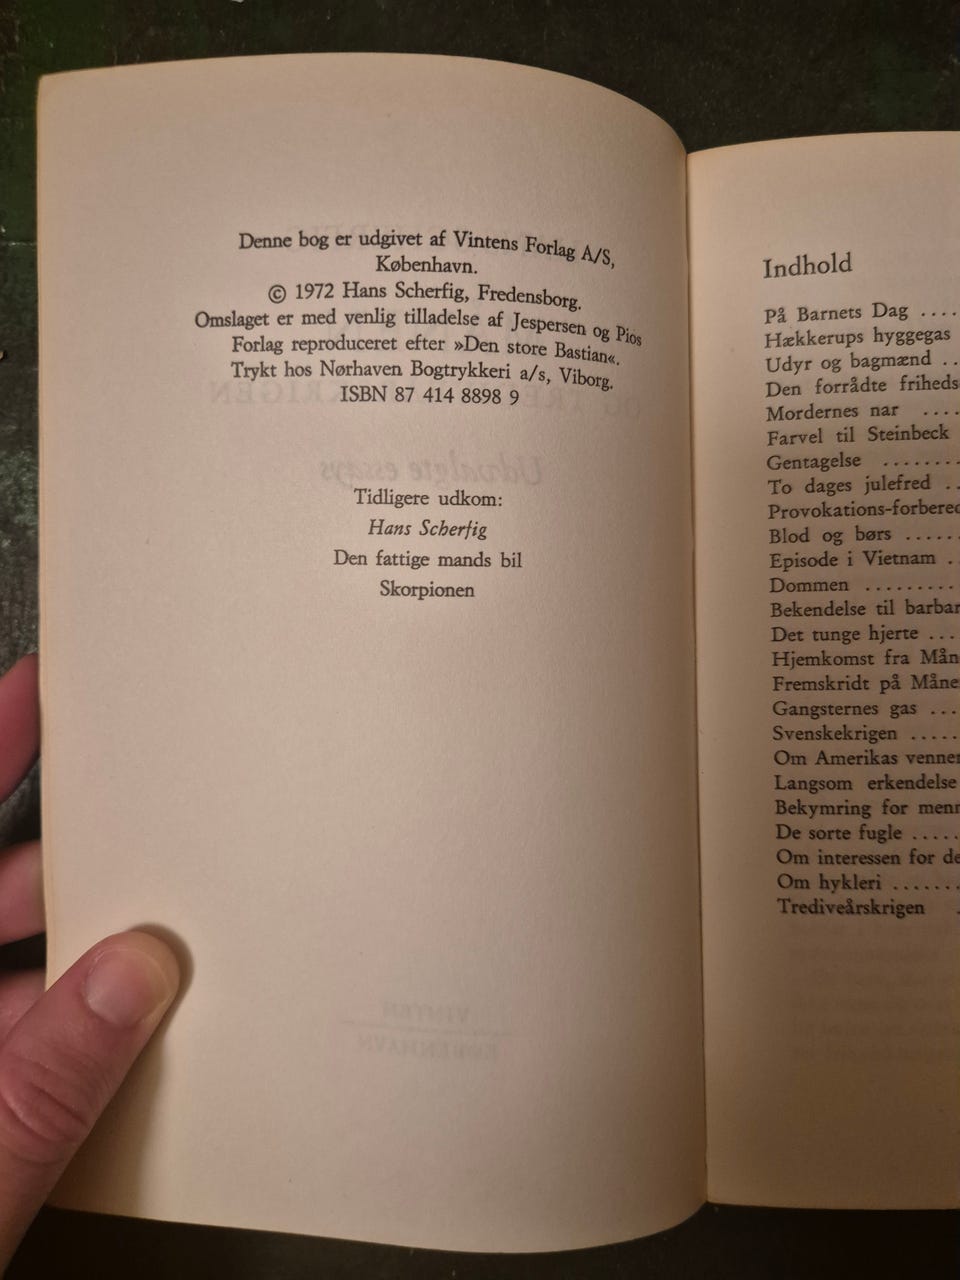 Denne bog er udgivet af Vintens Forlag A/S,
København.
© 1972 Hans Scherfig, Fredensborg.
Omslaget er med venlig tilladelse af Jespersen og Pios
Forlag reproduceret efter »Den store Bastian«.
Trykt hos Nørhaven Bogtrykkeri a/s, Viborg.
ISBN 87 414 8898 9
Tidligere udkom:
Hans Scherfig
Den fattige mands bil
Skorpionen
Indhold
På Barnets Dag ....
Hækkerups hyggegas
Udyr og bagmænd ..
Den forrådte friheds
Mordernes nar ....
Farvel til Steinbeck
Gentagelse ........
To dages julefred ..
Provokations-forbered
Blod og børs ......
Episode i Vietnam .
Dommen .........
Bekendelse til barbar
Det tunge hjerte ...
Hjemkomst fra Mån
Fremskridt på Måne
Gangsternes gas ...
Svenskekrigen .....
Om Amerikas venner
Langsom erkendelse
Bekymring for menn
De sorte fugle .....
Om interessen for de
Om hykleri .......
Trediveårskrigen .